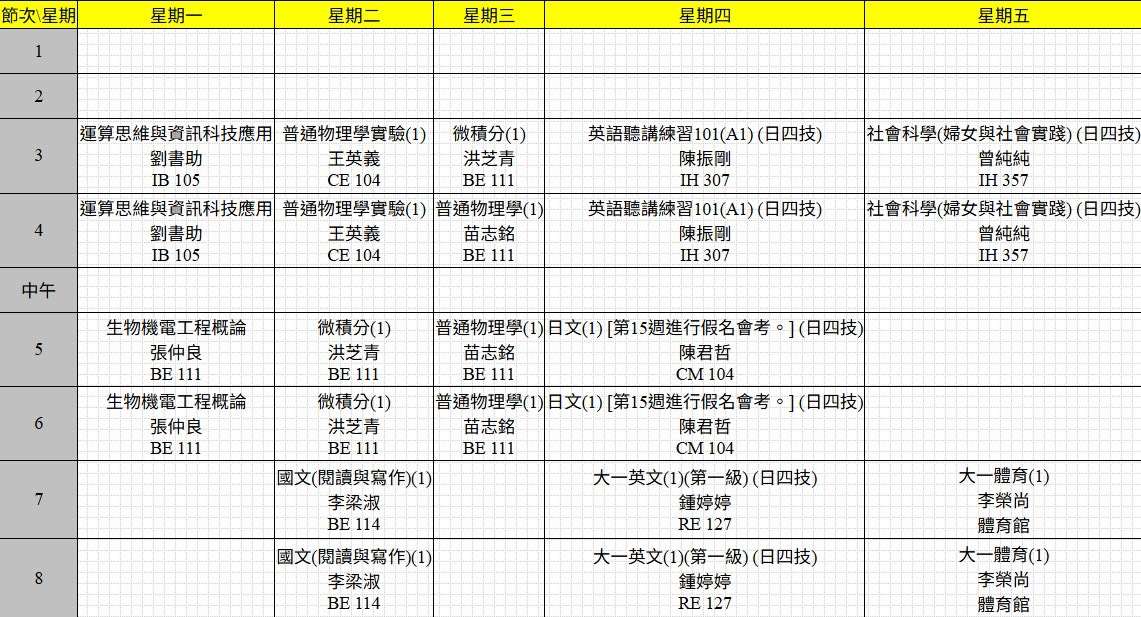 節次\星期 星期一 星期二 星期三 星期四 星期五
1
2
3
運算思維與資訊科技應用 普通物理學實驗(1) 微積分(1) 英語聽講練習101(A1) (日四技) 社會科學(婦女與社會實踐) (日四技)
劉書助 王英義 洪芝青 陳振剛 曾純純
IB 105 CE 104 BE 111 IH 307 IH 357
4
運算思維與資訊科技應用 普通物理學實驗(1) 普通物理學(1) 英語聽講練習101(A1) (日四技) 社會科學(婦女與社會實踐) (日四技)
劉書助 王英義 苗志銘 陳振剛 曾純純
IB 105 CE 104 BE 111 IH 307 IH 357
中午
5
生物機電工程概論 微積分(1) 普通物理學(1) 日文(1) [第15週進行假名會考。] (日四技)
張仲良 洪芝青 苗志銘 陳君哲
BE 111 BE 111 BE 111 CM 104
6
生物機電工程概論 微積分(1) 普通物理學(1) 日文(1) [第15週進行假名會考。] (日四技)
張仲良 洪芝青 苗志銘 陳君哲
BE 111 BE 111 BE 111 CM 104
7
國文(閱讀與寫作)(1) 大一英文(1)(第一級) (日四技) 大一體育(1)
李梁淑 鍾婷婷 李榮尚
BE 114 RE 127 體育館
8
國文(閱讀與寫作)(1) 大一英文(1)(第一級) (日四技) 大一體育(1)
李梁淑 鍾婷婷 李榮尚
BE 114 RE 127 體育館